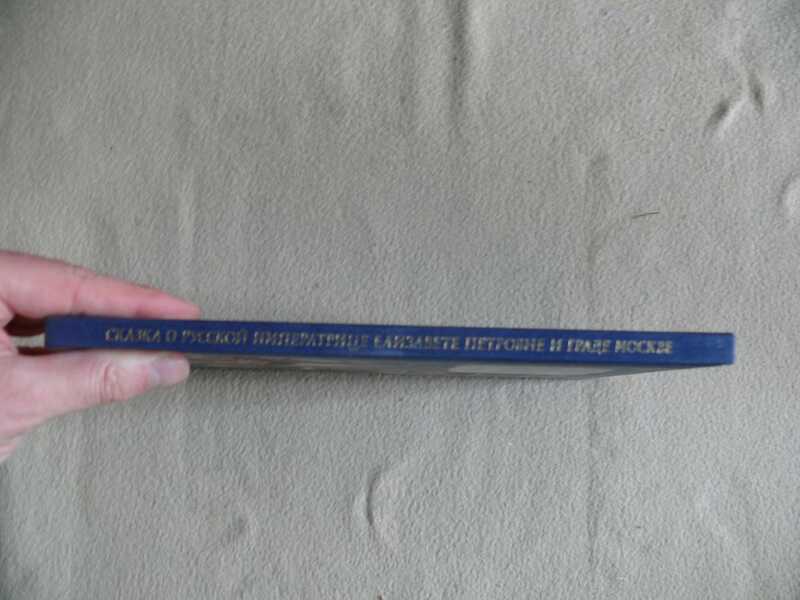 СКАЗКА О РУССКОЙ ИМПЕРАТРИЦЕ ЕЛИЗАВЕТЕ ПЕТРОВНЕ И ГРАДЕ МОСКВЕ